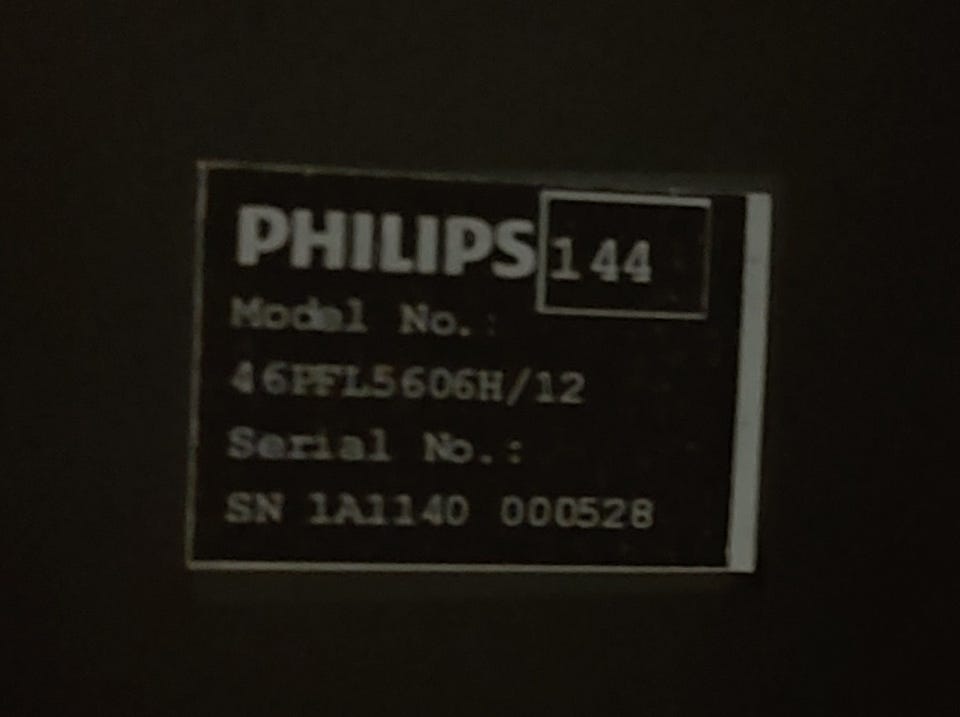 PHILIPS 144
Model No.:
46PFL5606H/12
Serial No.:
SN 1A1140 000528